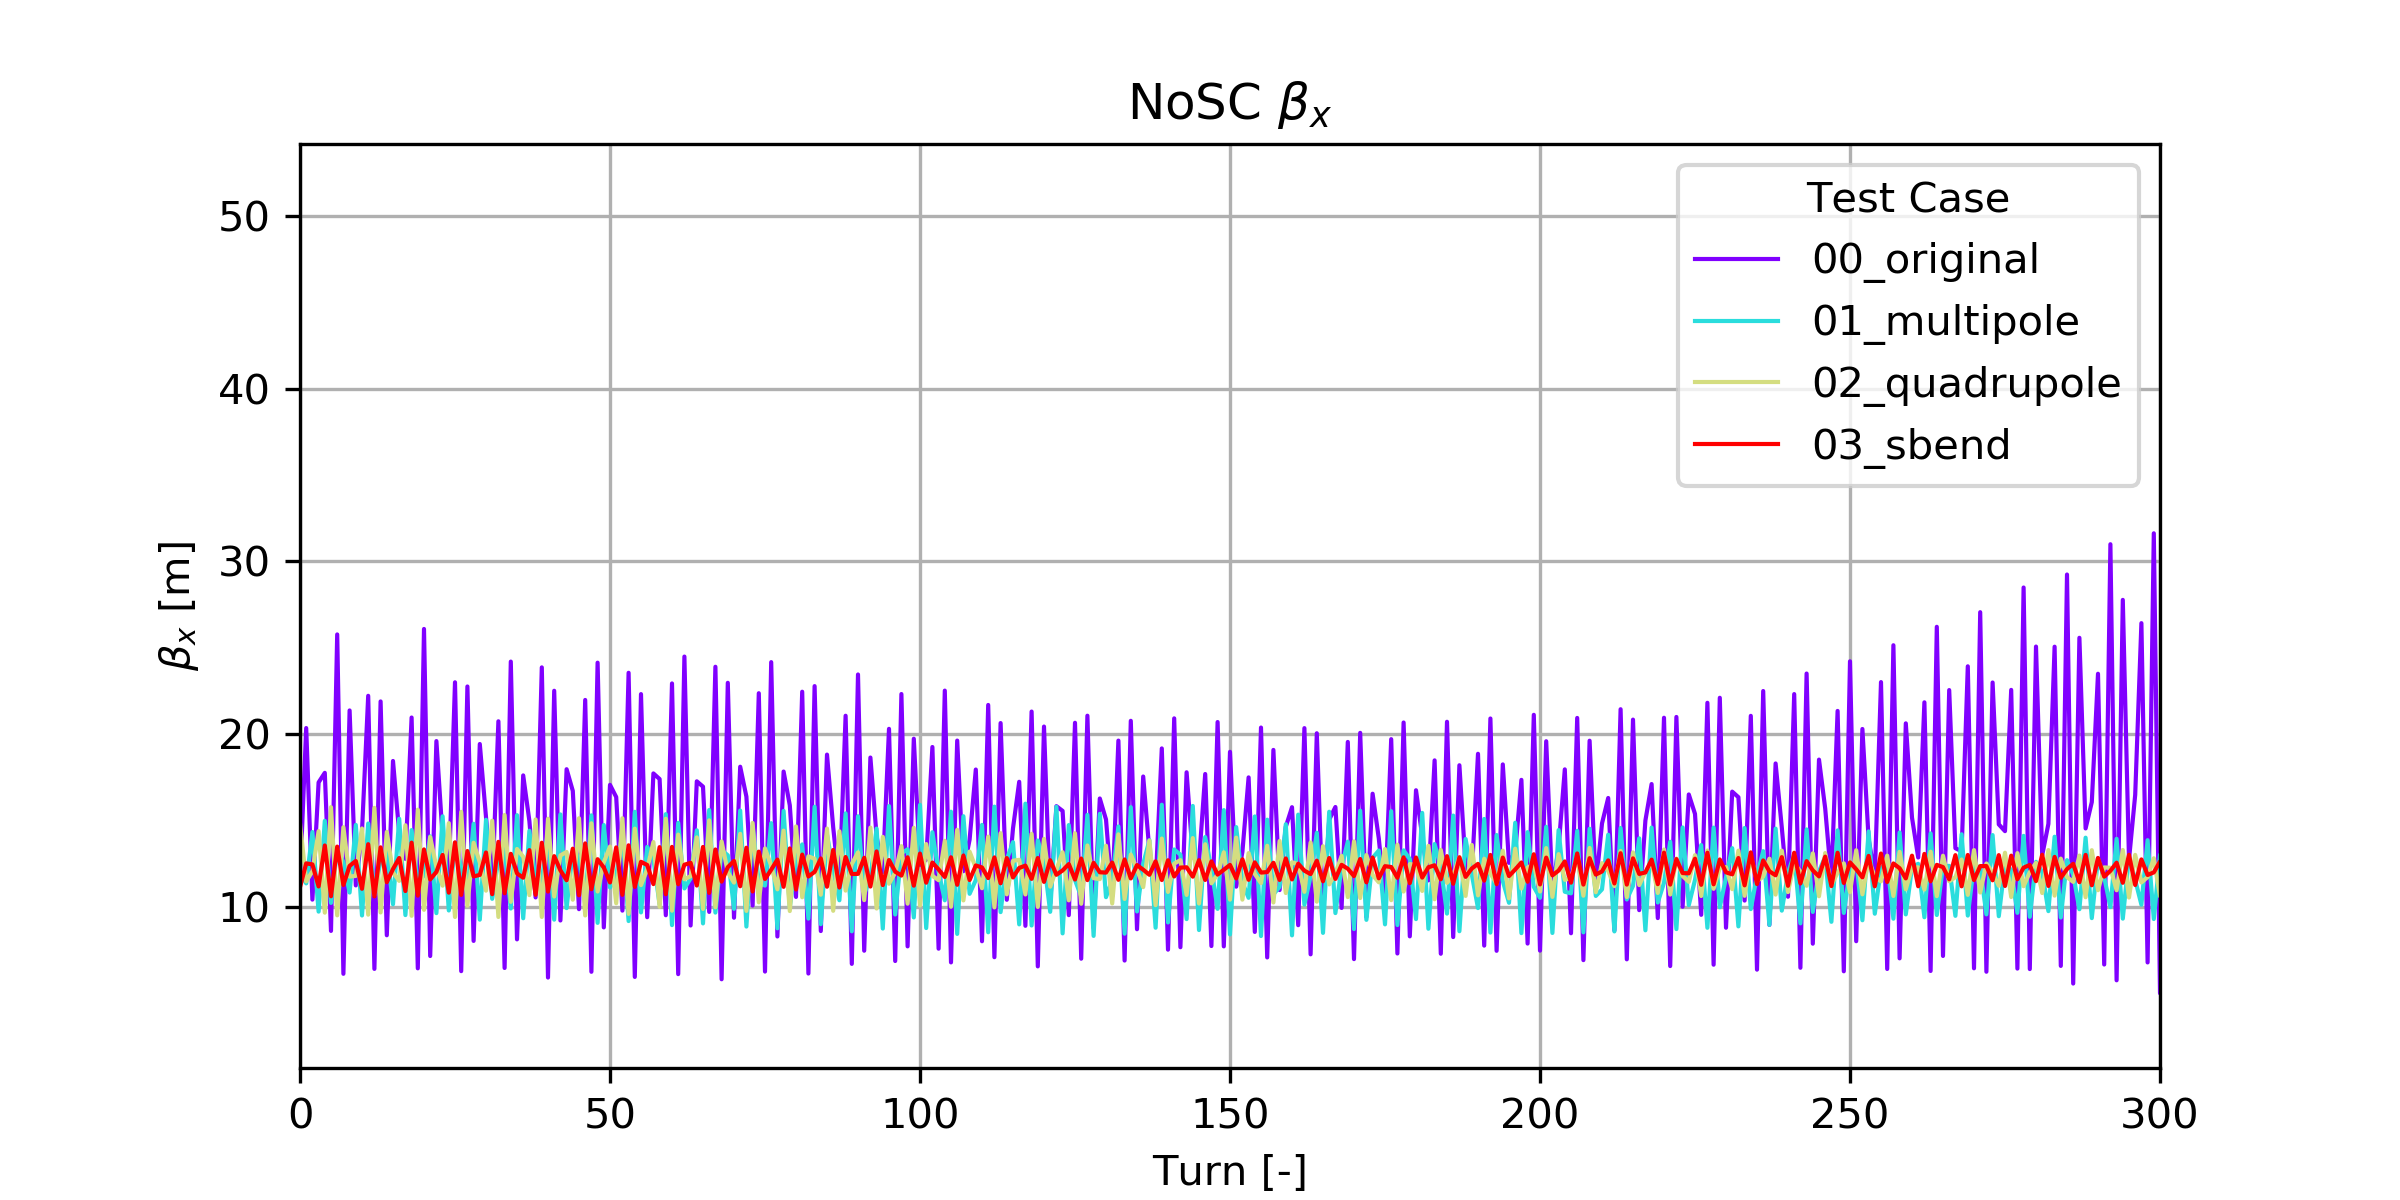 NoSC βx
50
40
30
20
10
βx [m]
Test Case
00_original
01_multipole
02_quadrupole
03_sbend
0 50 100 150 200 250 300
Turn [-]